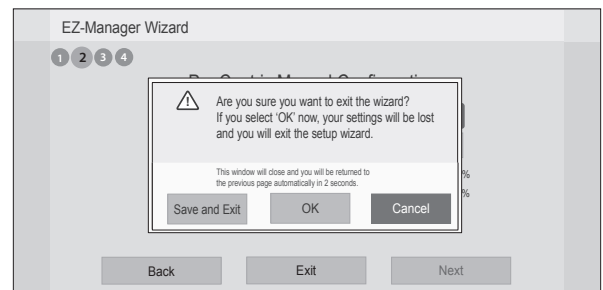 EZ-Manager Wizard
1 2 3 4
Are you sure you want to exit the wizard?
If you select 'OK' now, your settings will be lost
and you will exit the setup wizard.
This window will close and you will be returned to
the previous page automatically in 2 seconds.
%
%
Save and Exit OK Cancel
Back Exit Next